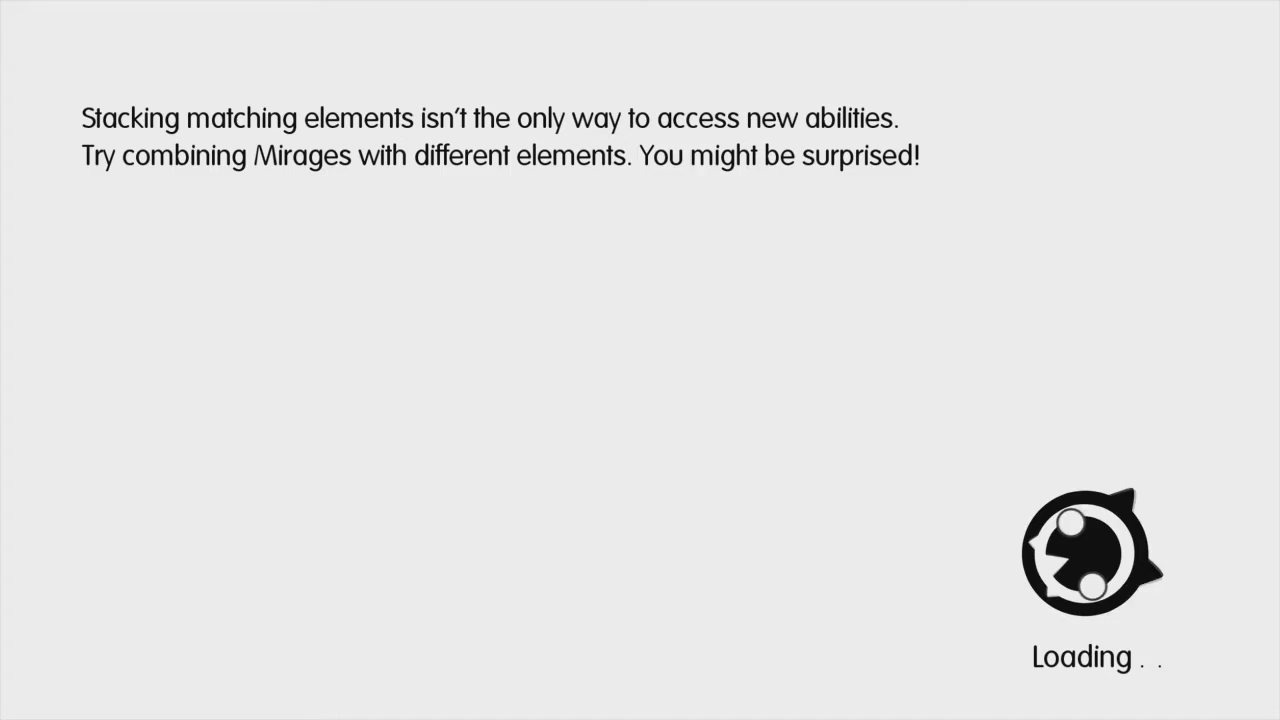 Stacking matching elements isn't the only way to access new abilities.
Try combining Mirages with different elements. You might be surprised!
Loading . .